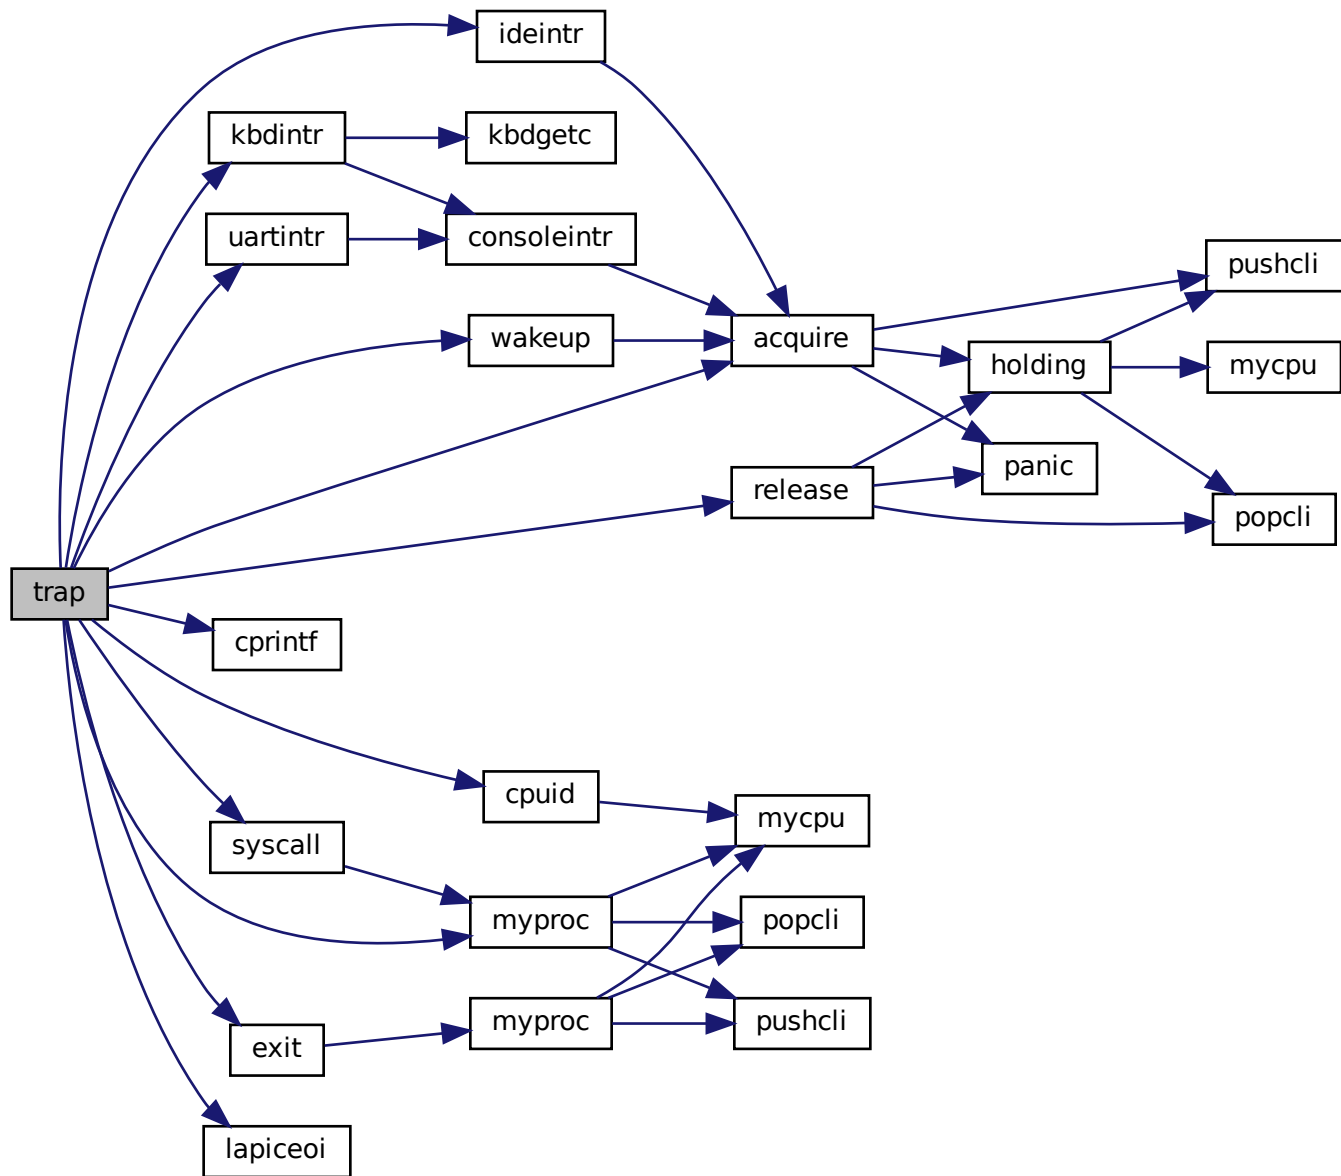 ideintr
kbdintr
kbdgetc
uartintr
consoleintr
pushcli
wakeup
acquire
holding
mycpu
panic
release
popcli
trap
cprintf
cpuid
mycpu
syscall
myproc
popcli
myproc
pushcli
exit
lapiceoi